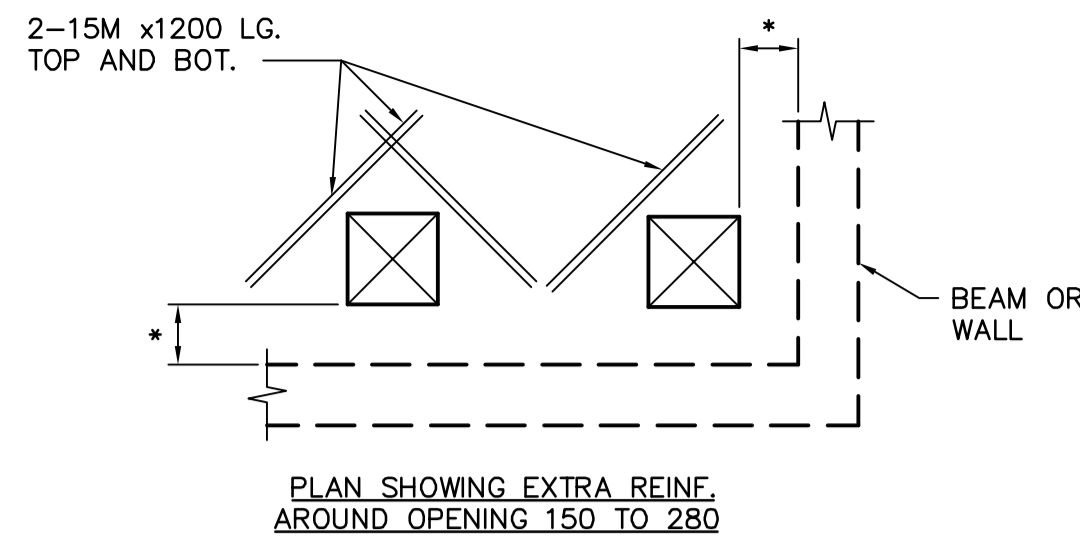 2-15M x1200 LG.
TOP AND BOT.
*
*
BEAM OR
WALL
PLAN SHOWING EXTRA REINF.
AROUND OPENING 150 TO 280